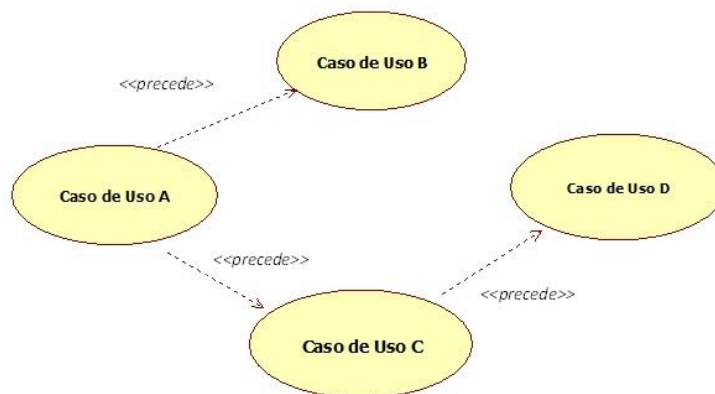 Caso de Uso B
<<precede>>
Caso de Uso A
Caso de Uso D
<<precede>>
<<precede>>
Caso de Uso C